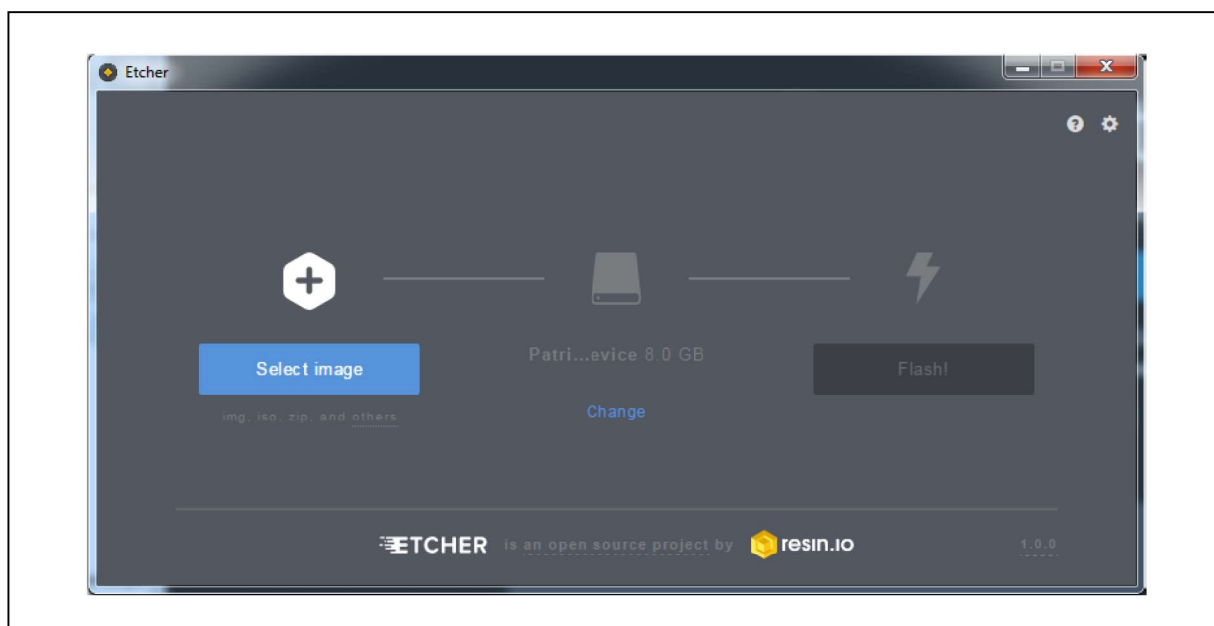 Etcher
Select image
img, iso, zip, and others
Patri...evice 8.0 GB
Change
Flash!
ETCHER is an open source project by resin.io
1.0.0